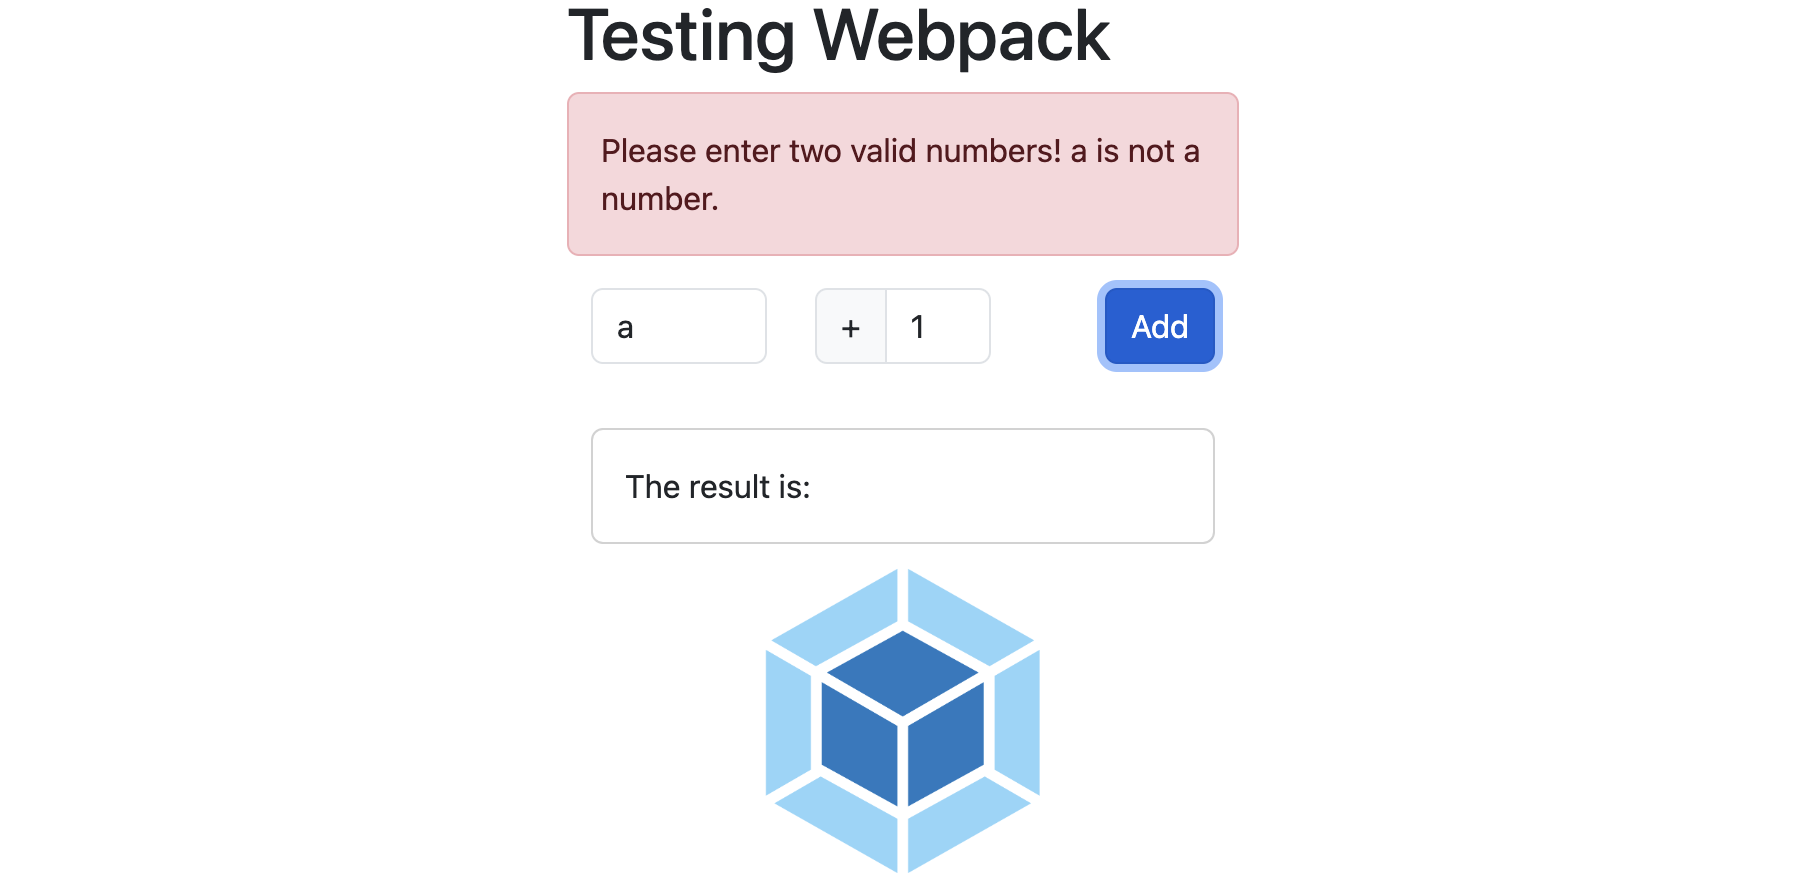 Testing Webpack
Please enter two valid numbers! a is not a
number.
a + 1 Add
The result is: